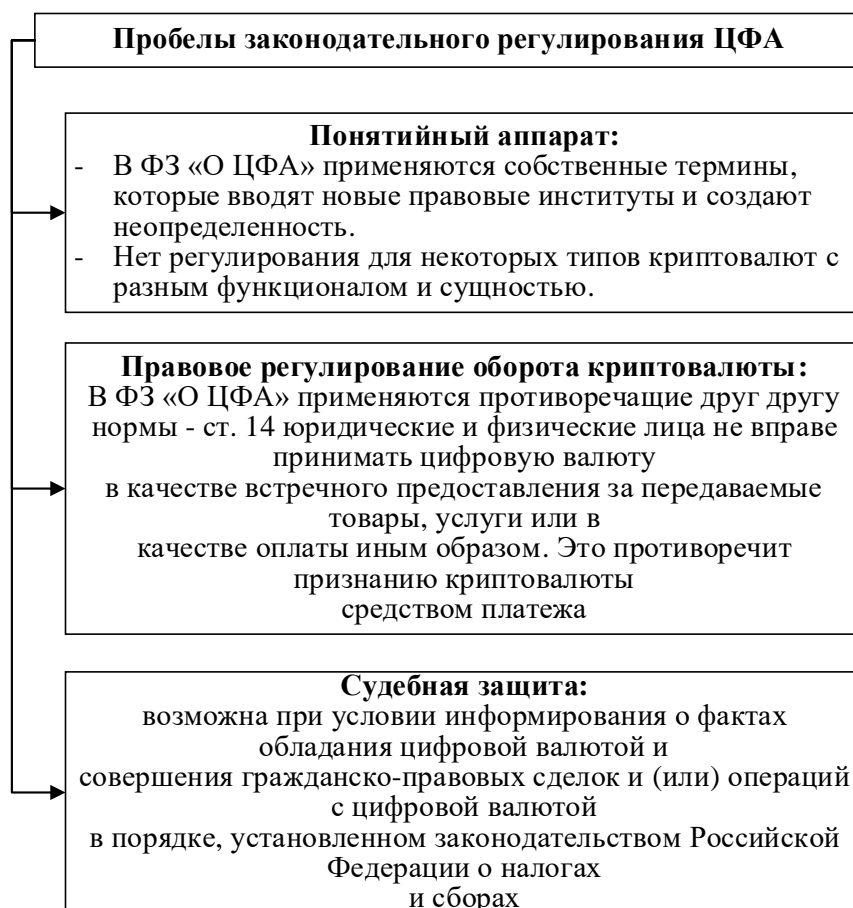 Пробелы законодательного регулирования ЦФА
Понятийный аппарат:
- В ФЗ «О ЦФА» применяются собственные термины,
которые вводят новые правовые институты и создают
неопределенность.
- Нет регулирования для некоторых типов криптовалют с
разным функционалом и сущностью.
Правовое регулирование оборота криптовалюты:
В ФЗ «О ЦФА» применяются противоречащие друг другу
нормы - ст. 14 юридические и физические лица не вправе
принимать цифровую валюту
в качестве встречного предоставления за передаваемые
товары, услуги или в
качестве оплаты иным образом. Это противоречит
признанию криптовалюты
средством платежа
Судебная защита:
возможна при условии информирования о фактах
обладания цифровой валютой и
совершения гражданско-правовых сделок и (или) операций
с цифровой валютой
в порядке, установленном законодательством Российской
Федерации о налогах
и сборах